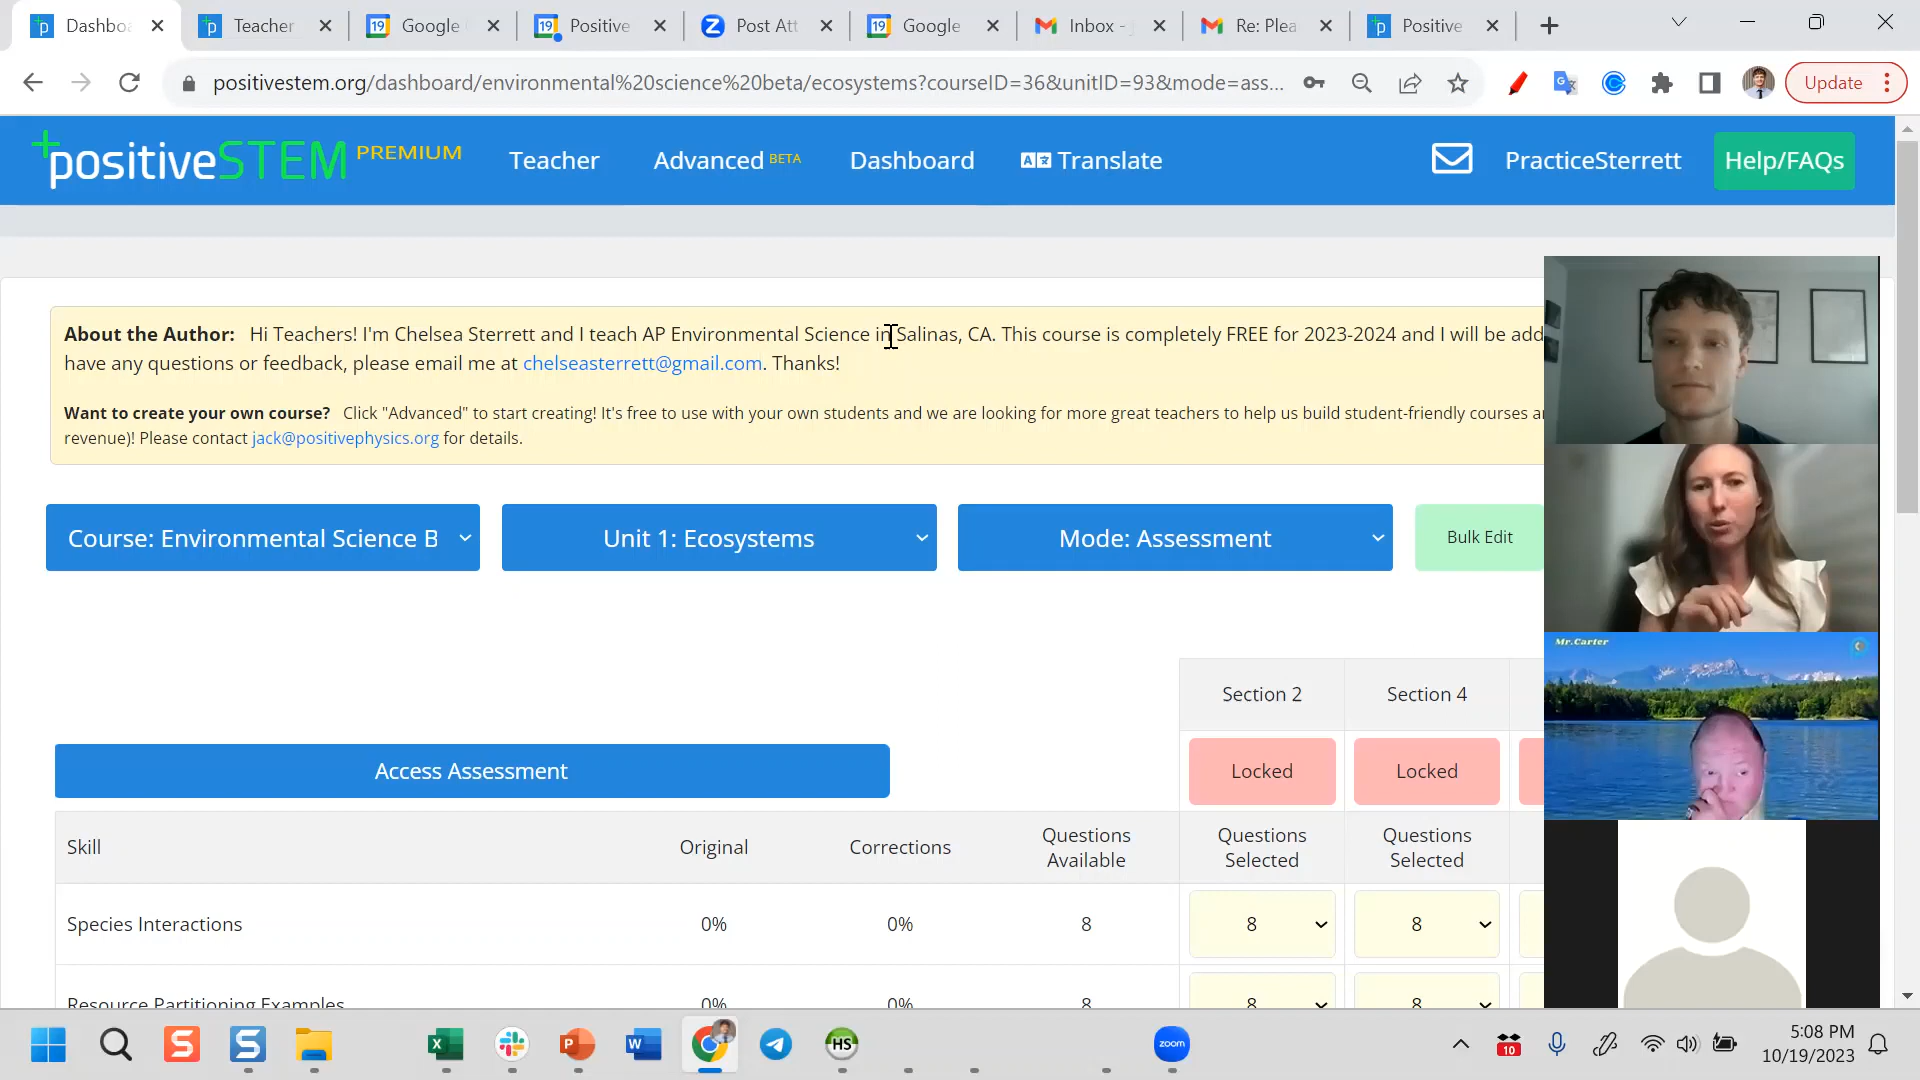 Dashbo
Teacher
Google
Positive
Post Att
Google
Inbox -
Re: Plea
Positive
positivestem.org/dashboard/environmental%20science%20beta/ecosystems?courseID=36&unitID=93&mode=ass...
Update
positiveSTEM PREMIUM
Teacher
Advanced BETA
Dashboard
Translate
PracticeSterrett
Help/FAQs
About the Author: Hi Teachers! I'm Chelsea Sterrett and I teach AP Environmental Science in Salinas, CA. This course is completely FREE for 2023-2024 and I will be add
have any questions or feedback, please email me at chelseasterrett@gmail.com. Thanks!
Want to create your own course? Click "Advanced" to start creating! It's free to use with your own students and we are looking for more great teachers to help us build student-friendly courses a
revenue)! Please contact jack@positivephysics.org for details.
Course: Environmental Science B
Unit 1: Ecosystems
Mode: Assessment
Bulk Edit
Mr.Carter
Section 2
Section 4
Access Assessment
Locked
Locked
Skill
Original
Corrections
Questions Available
Questions Selected
Questions Selected
Species Interactions
0%
0%
8
8
8
Resource Partitioning Examples
0%
0%
8
8
8
zoom
HS
10
5:08 PM
10/19/2023